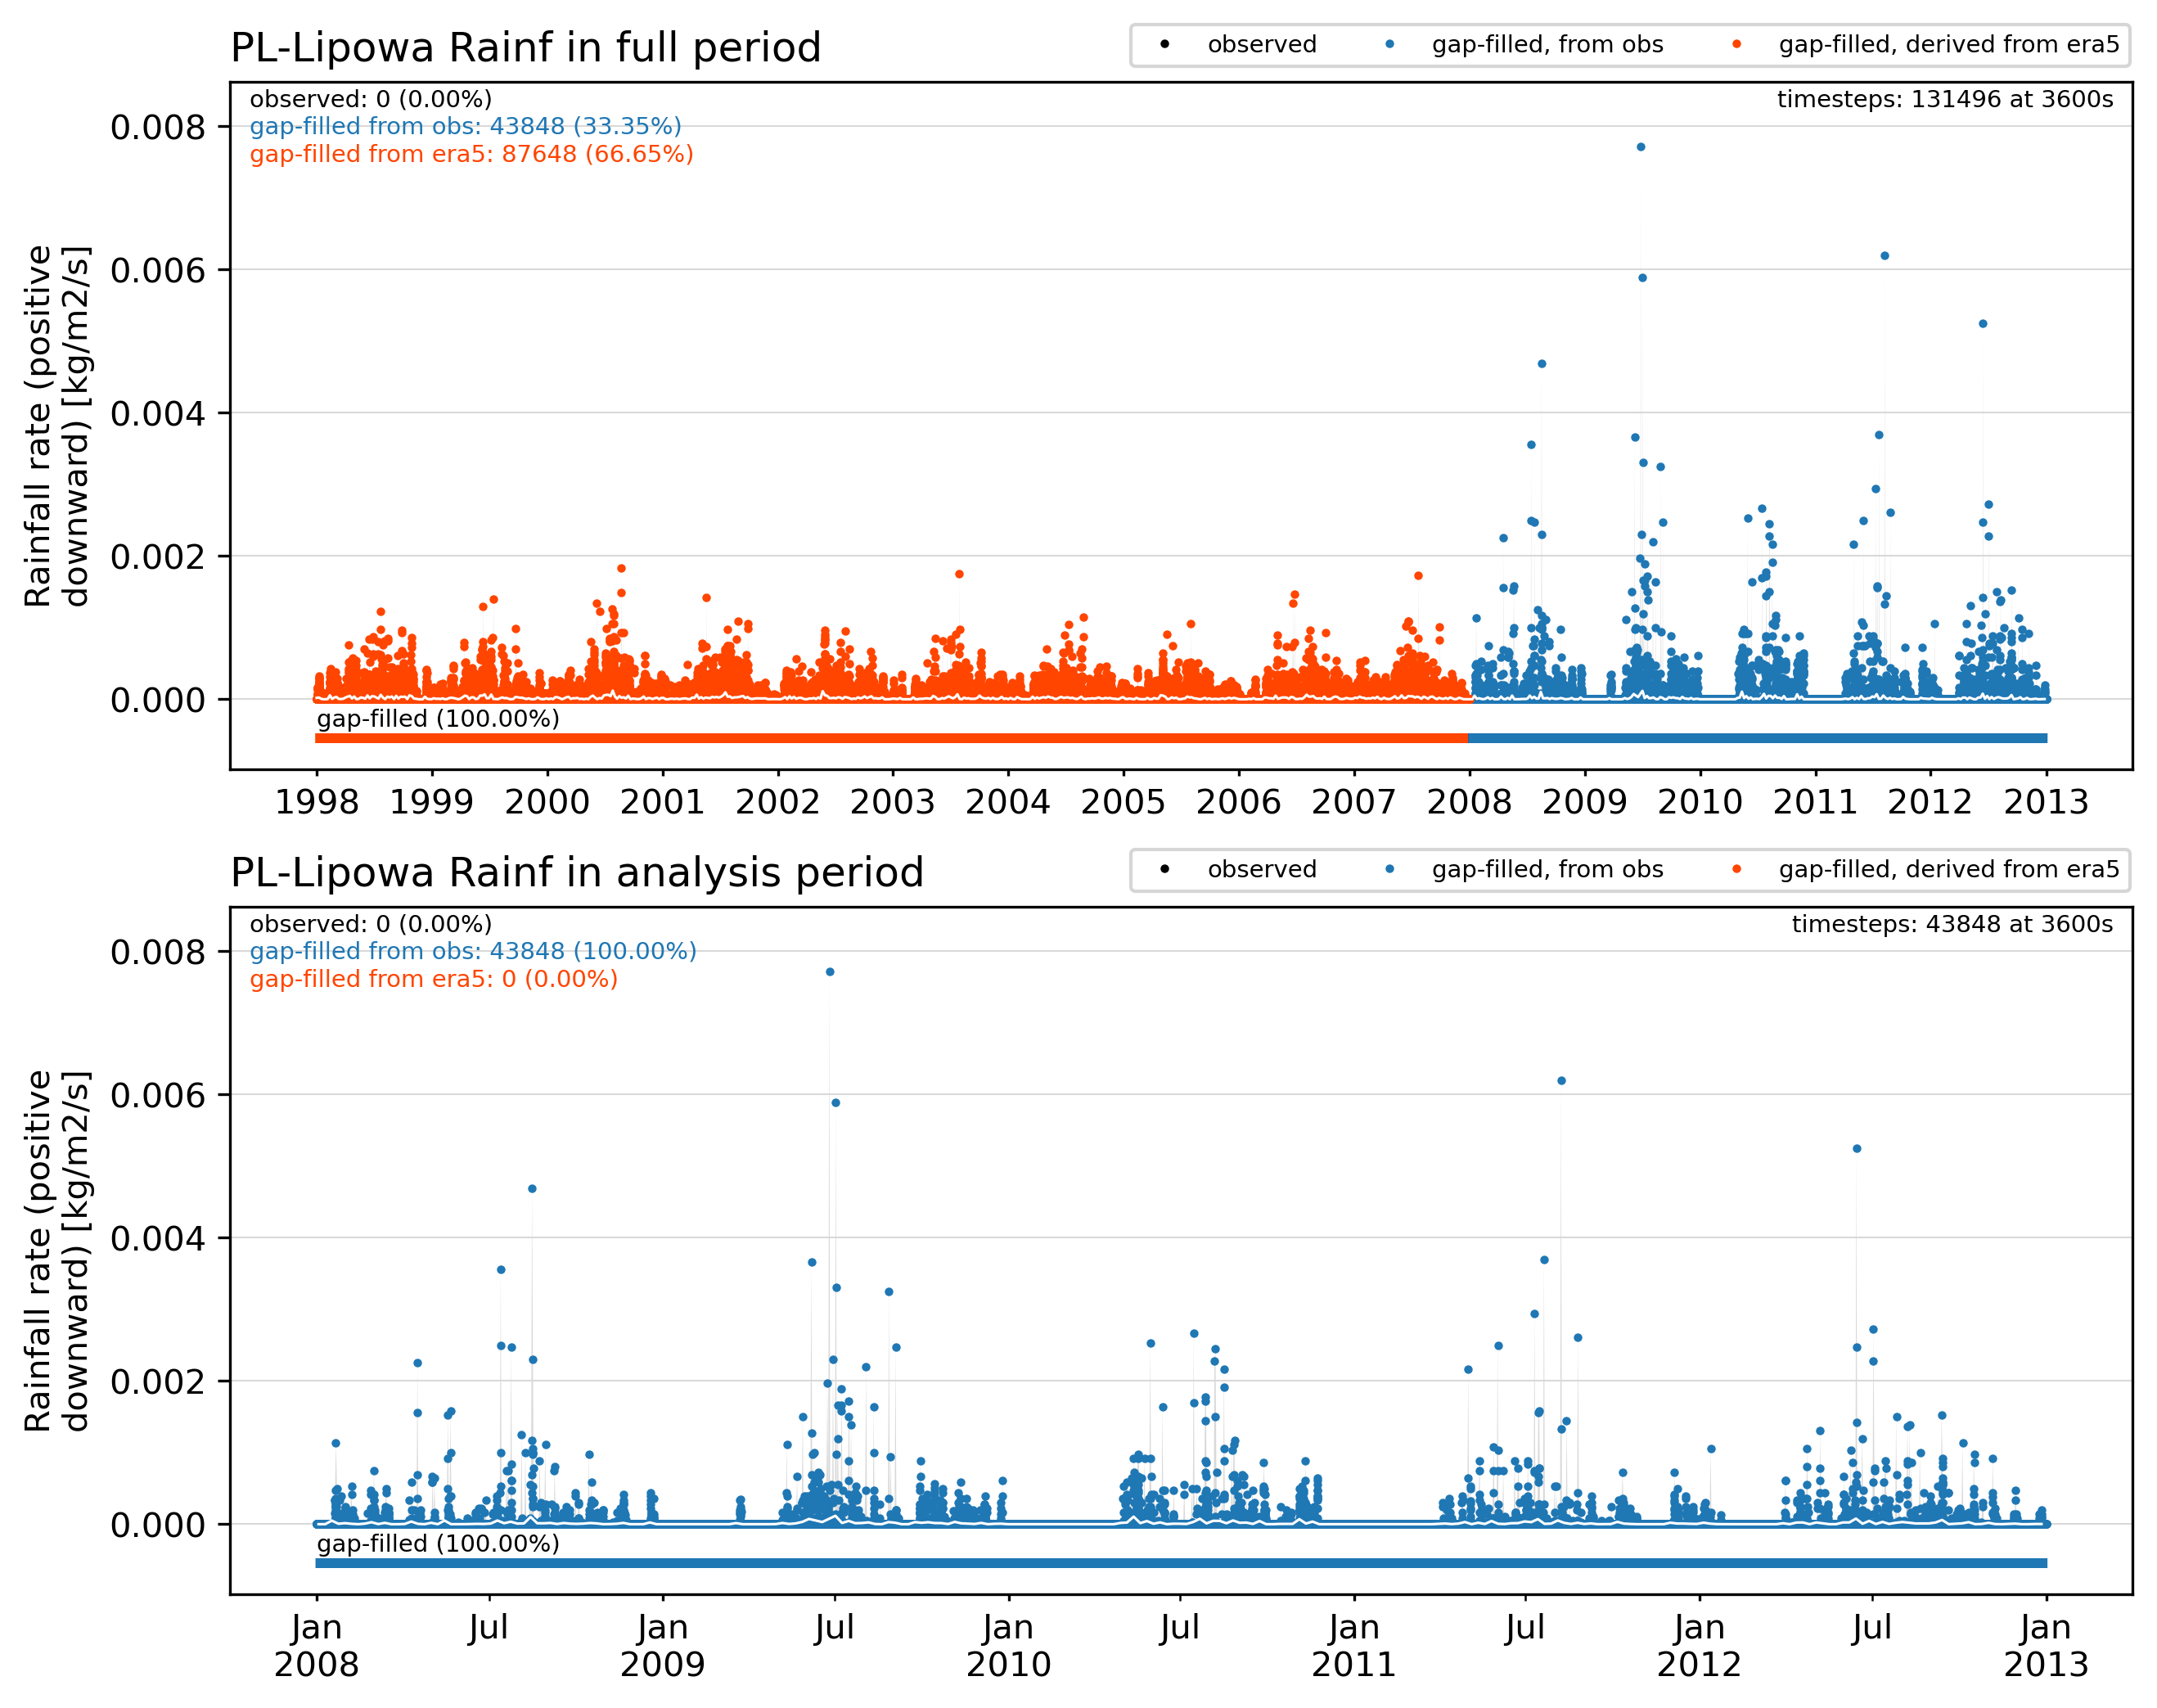 PL-Lipowa Rainf in full period
observed
gap-filled, from obs
gap-filled, derived from era5
observed: 0 (0.00%)
gap-filled from obs: 43848 (33.35%)
gap-filled from era5: 87648 (66.65%)
timesteps: 131496 at 3600s
Rainfall rate (positive
downward) [kg/m2/s]
0.008
0.006
0.004
0.002
0.000
gap-filled (100.00%)
1998 1999 2000 2001 2002 2003 2004 2005 2006 2007 2008 2009 2010 2011 2012 2013
PL-Lipowa Rainf in analysis period
observed
gap-filled, from obs
gap-filled, derived from era5
observed: 0 (0.00%)
gap-filled from obs: 43848 (100.00%)
gap-filled from era5: 0 (0.00%)
timesteps: 43848 at 3600s
Rainfall rate (positive
downward) [kg/m2/s]
0.008
0.006
0.004
0.002
0.000
gap-filled (100.00%)
Jan Jul Jan Jul Jan Jul Jan Jul Jan Jul Jan
2008 2009 2010 2011 2012 2013